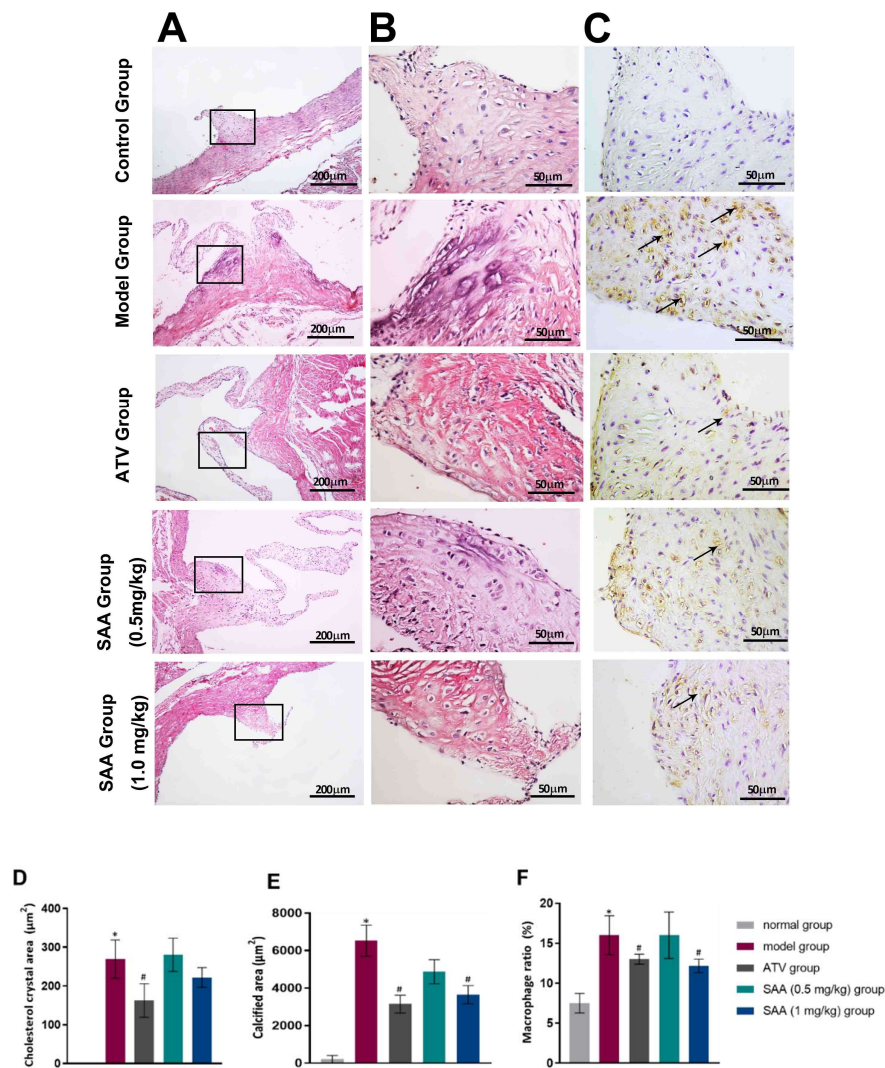 A B C
Control Group
200μm
50μm
50μm
Model Group
200μm
50μm
50μm
ATV Group
200μm
50μm
50μm
SAA Group
(0.5mg/kg)
200μm
50μm
50μm
SAA Group
(1.0 mg/kg)
200μm
50μm
50μm
D
Cholesterol crystal area (μm²)
400
300
200
100
0
*
#
E
Calcified area (μm²)
8000
6000
4000
2000
0
*
#
#
F
Macrophage ratio (%)
20
15
10
5
0
*
#
#
normal group
model group
ATV group
SAA (0.5 mg/kg) group
SAA (1 mg/kg) group